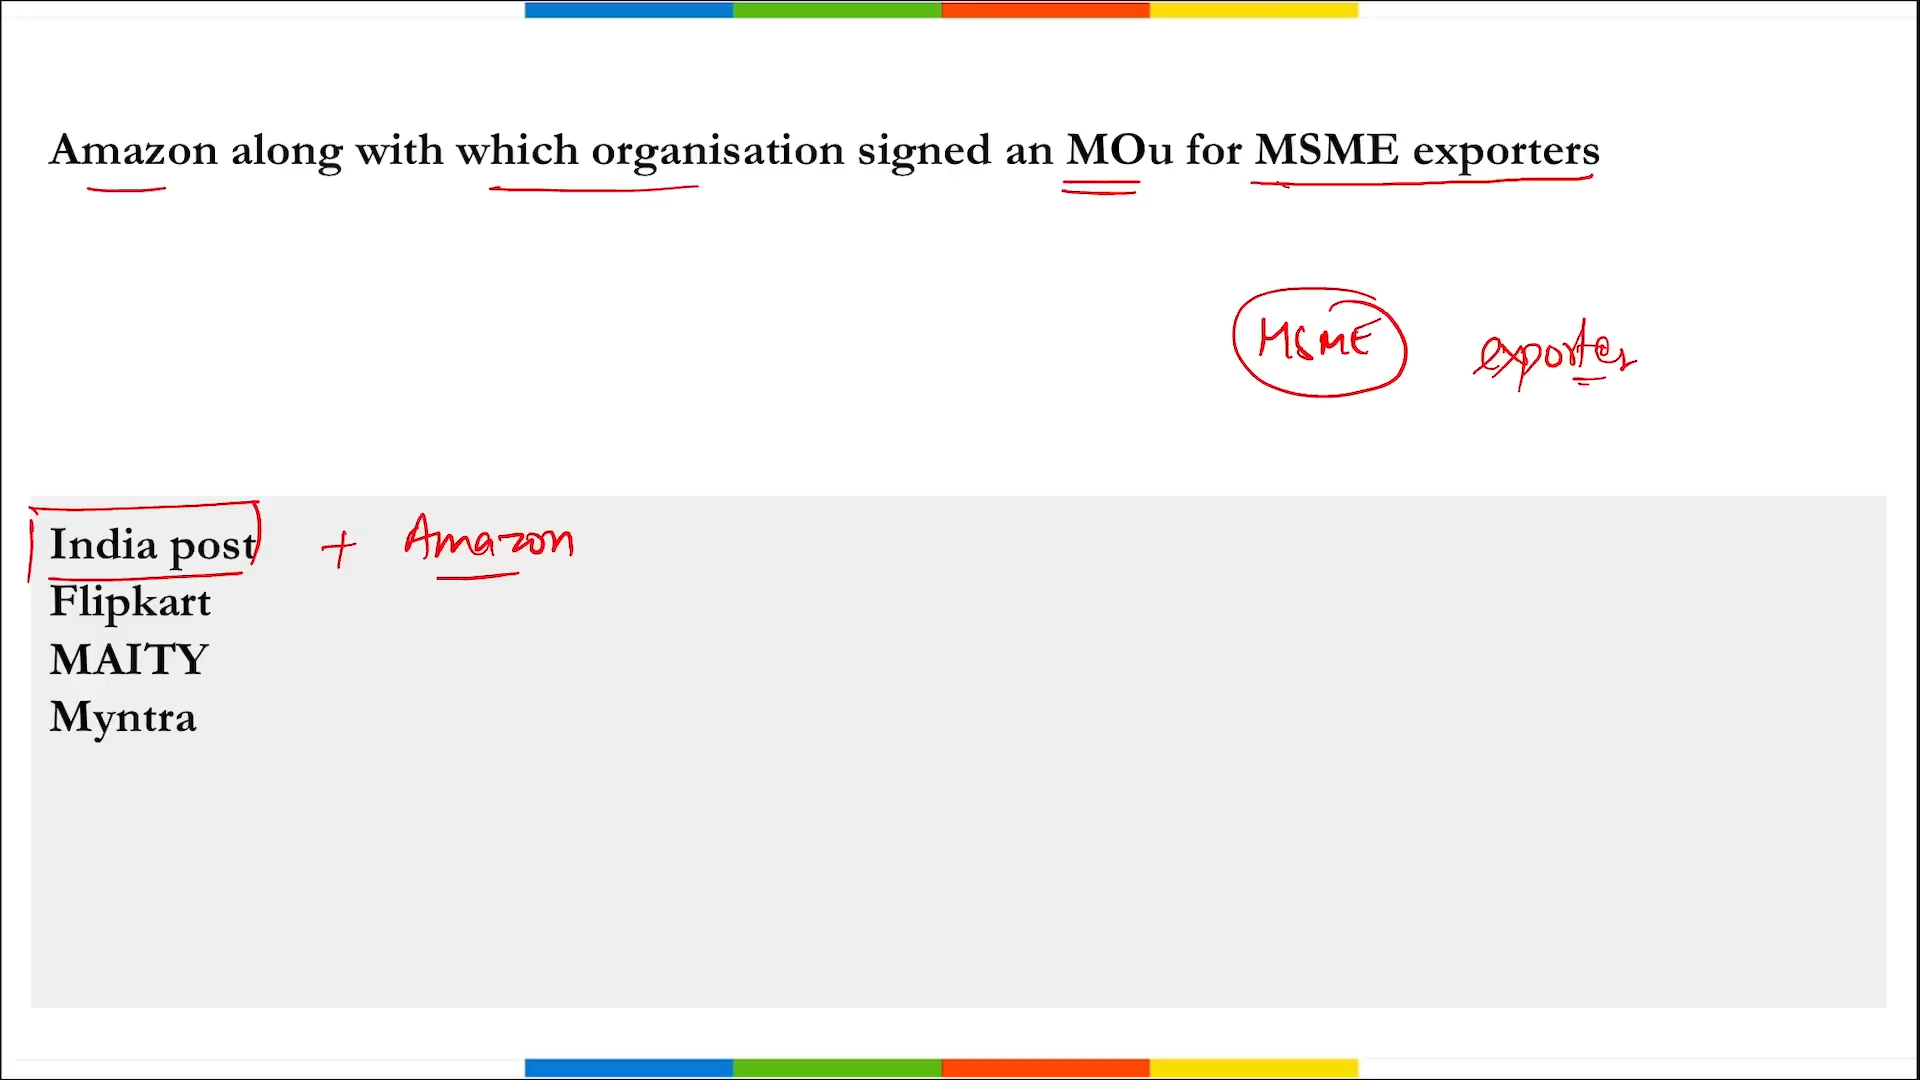 Amazon along with which organisation signed an MOu for MSME exporters
MSME exporter
India post + Amazon
Flipkart
MAITY
Myntra